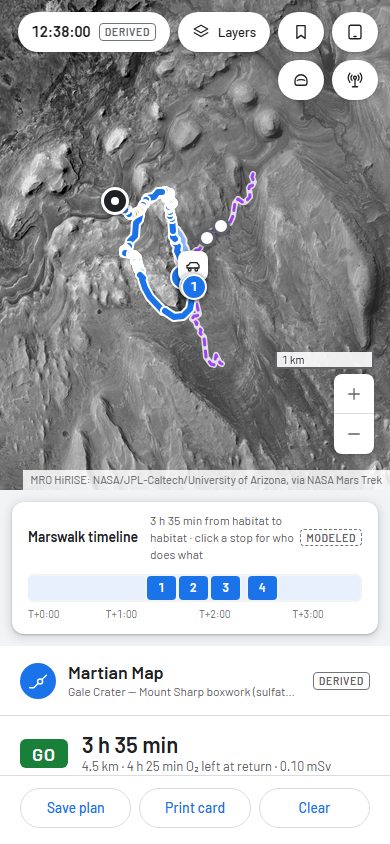 12:38:00 DERIVED Layers
1
1 km
+
−
MRO HiRISE: NASA/JPL-Caltech/University of Arizona, via NASA Mars Trek
Marswalk timeline
3 h 35 min from habitat to
habitat · click a stop for who
does what
MODELED
1 2 3 4
T+0:00 T+1:00 T+2:00 T+3:00
Martian Map
Gale Crater — Mount Sharp boxwork (sulfat…
DERIVED
GO
3 h 35 min
4.5 km · 4 h 25 min O₂ left at return · 0.10 mSv
Save plan Print card Clear